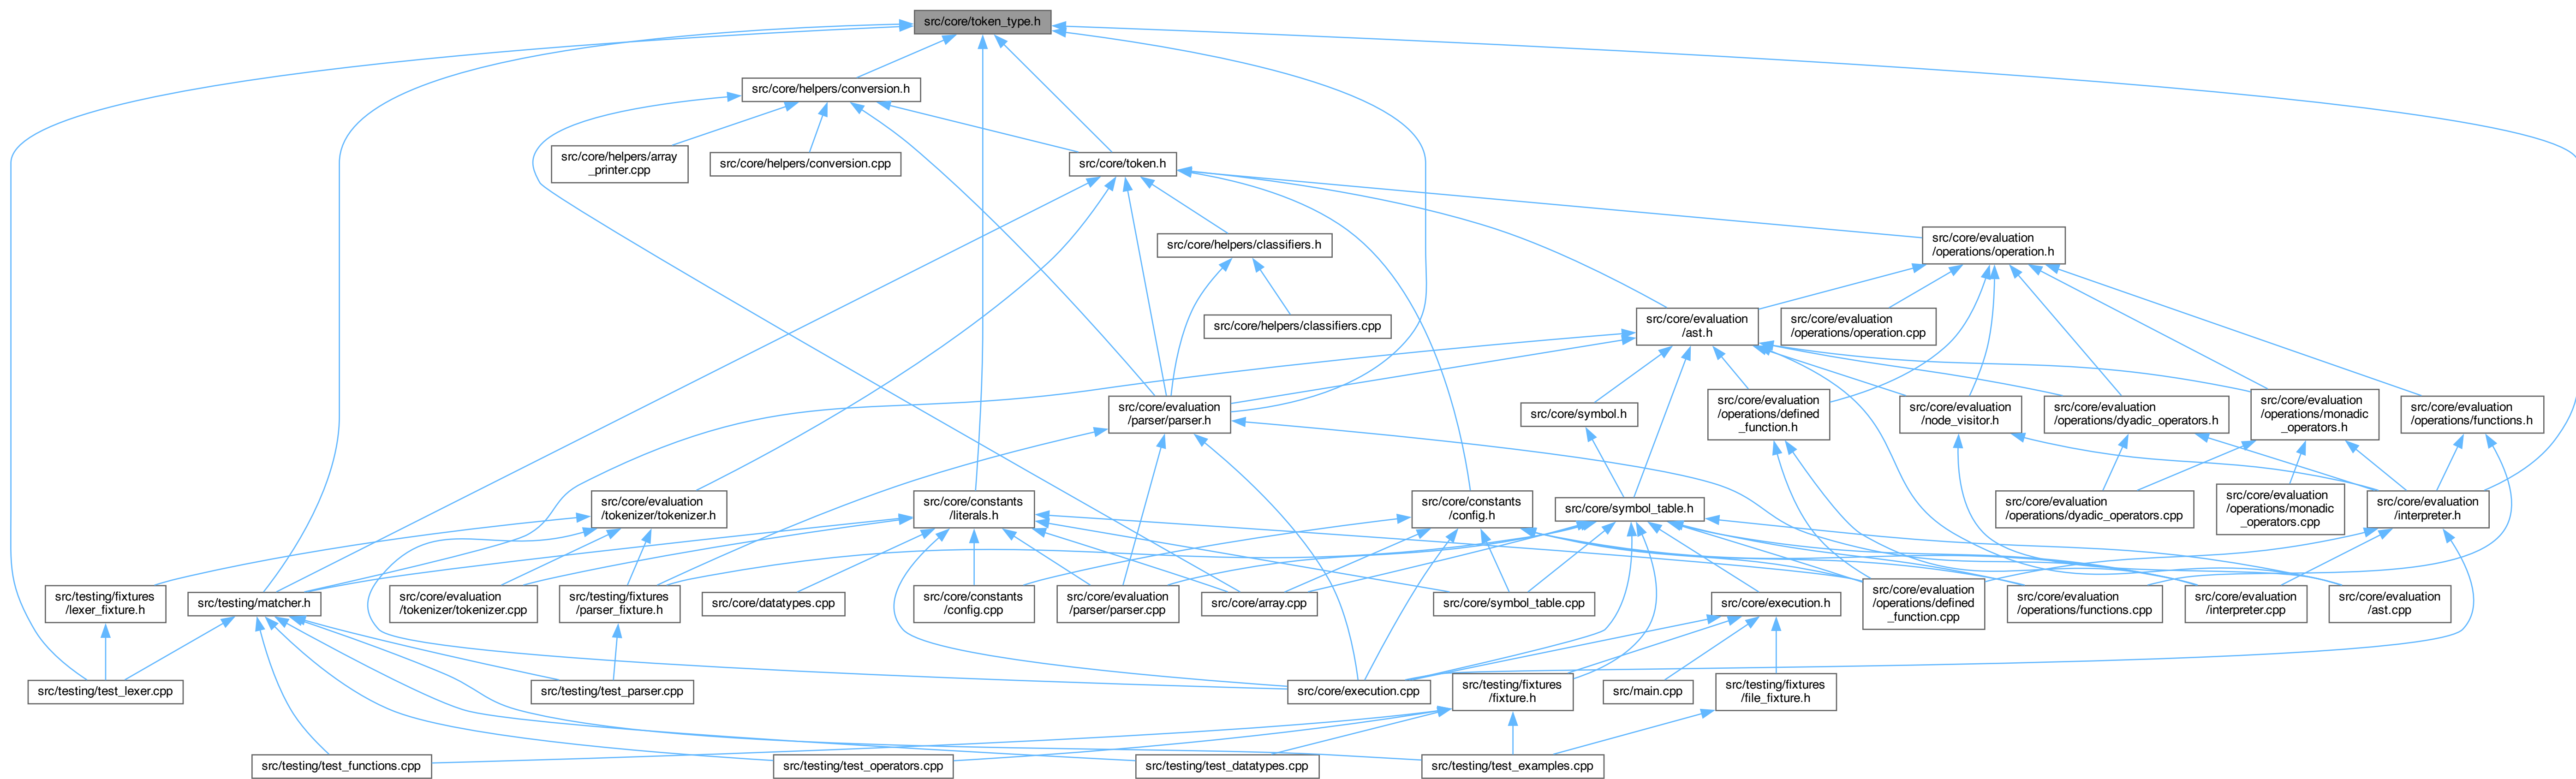 src/core/token_type.h
src/core/helpers/conversion.h
src/core/helpers/array
_printer.cpp
src/core/helpers/conversion.cpp
src/core/token.h
src/core/helpers/classifiers.h
src/core/evaluation
/operations/operation.h
src/core/helpers/classifiers.cpp
src/core/evaluation
/ast.h
src/core/evaluation
/operations/operation.cpp
src/core/evaluation
/parser/parser.h
src/core/symbol.h
src/core/evaluation
/operations/defined
_function.h
src/core/evaluation
/node_visitor.h
src/core/evaluation
/operations/dyadic_operators.h
src/core/evaluation
/operations/monadic
_operators.h
src/core/evaluation
/operations/functions.h
src/core/evaluation
/tokenizer/tokenizer.h
src/core/constants
/literals.h
src/core/constants
/config.h
src/core/symbol_table.h
src/core/evaluation
/operations/dyadic_operators.cpp
src/core/evaluation
/operations/monadic
_operators.cpp
src/core/evaluation
/interpreter.h
src/testing/fixtures
/lexer_fixture.h
src/testing/matcher.h
src/core/evaluation
/tokenizer/tokenizer.cpp
src/testing/fixtures
/parser_fixture.h
src/core/datatypes.cpp
src/core/constants
/config.cpp
src/core/evaluation
/parser/parser.cpp
src/core/array.cpp
src/core/symbol_table.cpp
src/core/execution.h
src/core/evaluation
/operations/defined
_function.cpp
src/core/evaluation
/operations/functions.cpp
src/core/evaluation
/interpreter.cpp
src/core/evaluation
/ast.cpp
src/testing/test_lexer.cpp
src/testing/test_parser.cpp
src/core/execution.cpp
src/testing/fixtures
/fixture.h
src/main.cpp
src/testing/fixtures
/file_fixture.h
src/testing/test_functions.cpp
src/testing/test_operators.cpp
src/testing/test_datatypes.cpp
src/testing/test_examples.cpp